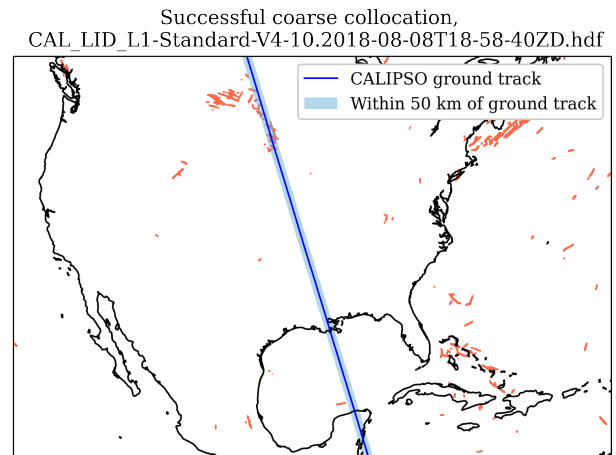 Successful coarse collocation,
CAL_LID_L1-Standard-V4-10.2018-08-08T18-58-40ZD.hdf
CALIPSO ground track
Within 50 km of ground track